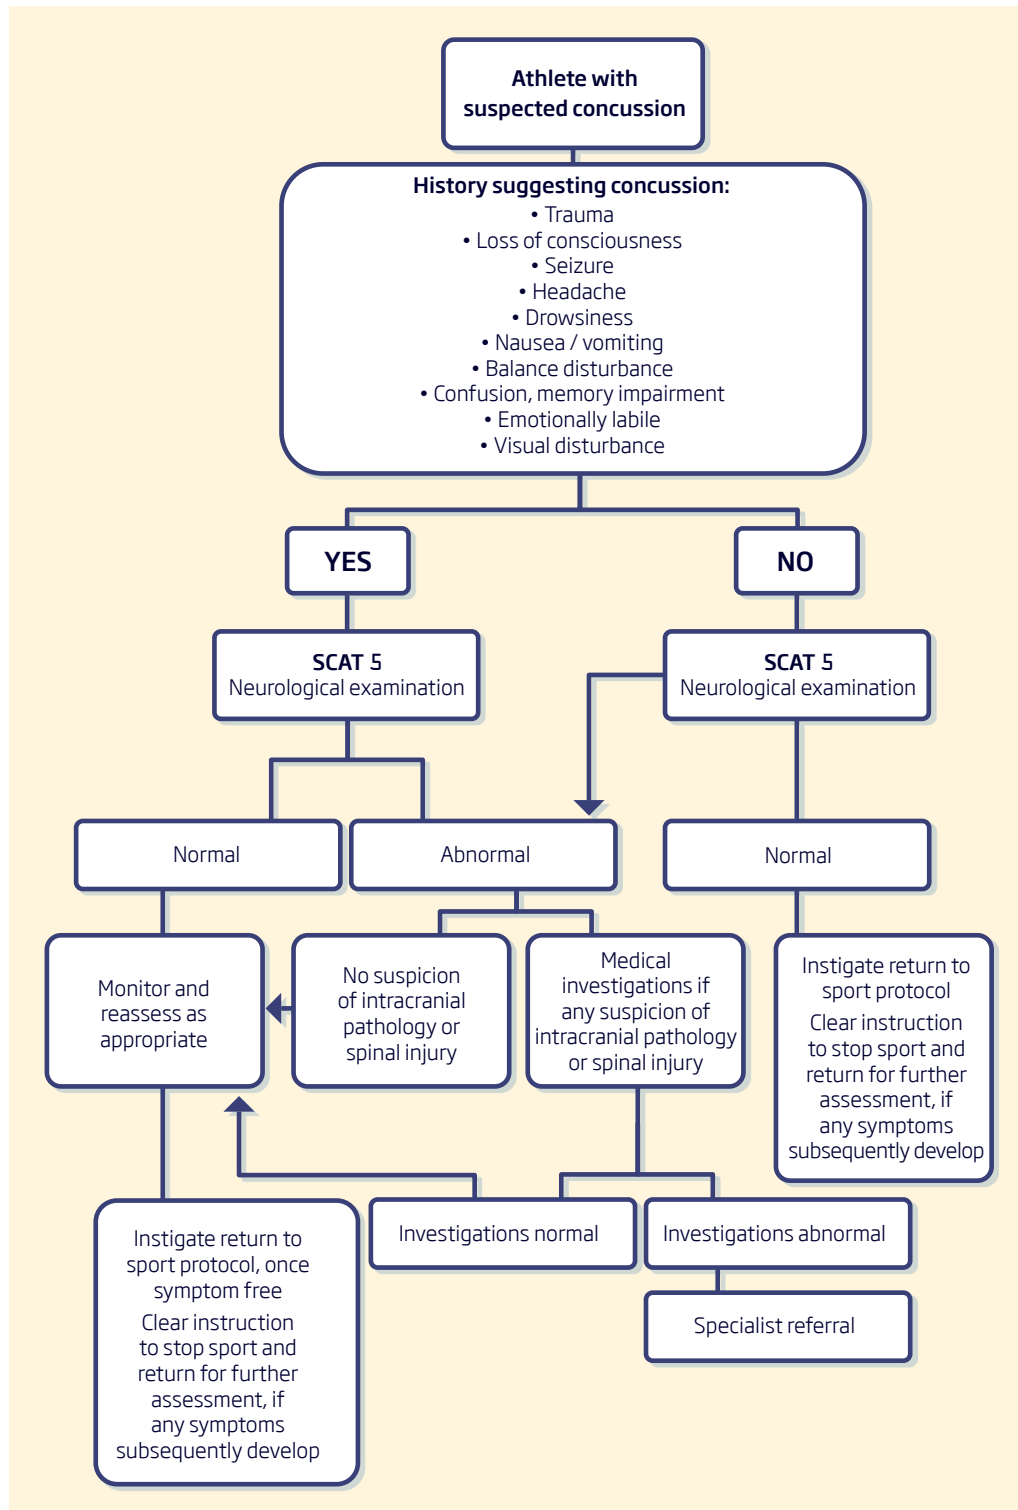 Athlete with
suspected concussion
History suggesting concussion:
• Trauma
• Loss of consciousness
• Seizure
• Headache
• Drowsiness
• Nausea / vomiting
• Balance disturbance
• Confusion, memory impairment
• Emotionally labile
• Visual disturbance
YES
NO
SCAT 5
Neurological examination
SCAT 5
Neurological examination
Normal
Abnormal
Normal
Monitor and
reassess as
appropriate
No suspicion
of intracranial
pathology or
spinal injury
Medical
investigations if
any suspicion of
intracranial pathology
or spinal injury
Instigate return to
sport protocol
Clear instruction
to stop sport and
return for further
assessment, if
any symptoms
subsequently develop
Investigations normal
Investigations abnormal
Specialist referral
Instigate return to
sport protocol, once
symptom free
Clear instruction
to stop sport and
return for further
assessment, if
any symptoms
subsequently develop